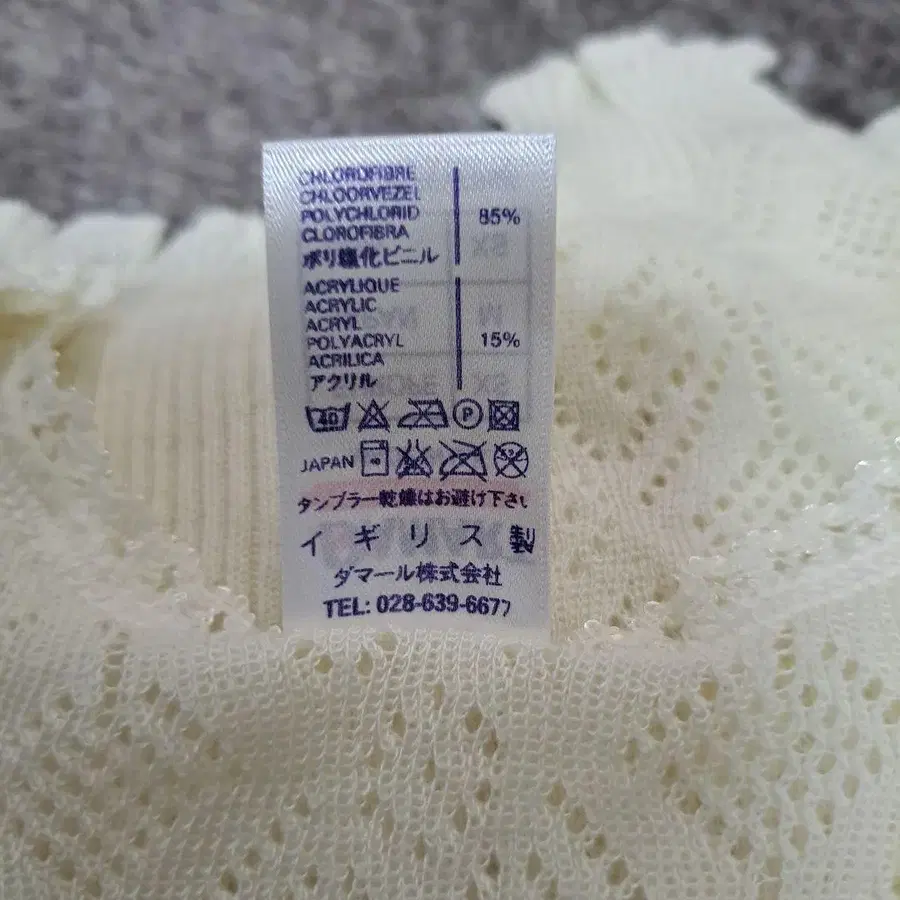 CHLOROFIBRE
CHLOORVEZEL
POLYCHLORID
CLOROFIBRA
ポリ塩化ビニル
85%
ACRYLIQUE
ACRYLIC
ACRYL
POLYACRYL
ACRILICA
アクリル
15%
40 P
JAPAN 40
タンブラー乾燥はお避け下さい
イギリス製
ダマール株式会社
TEL: 028-639-6677